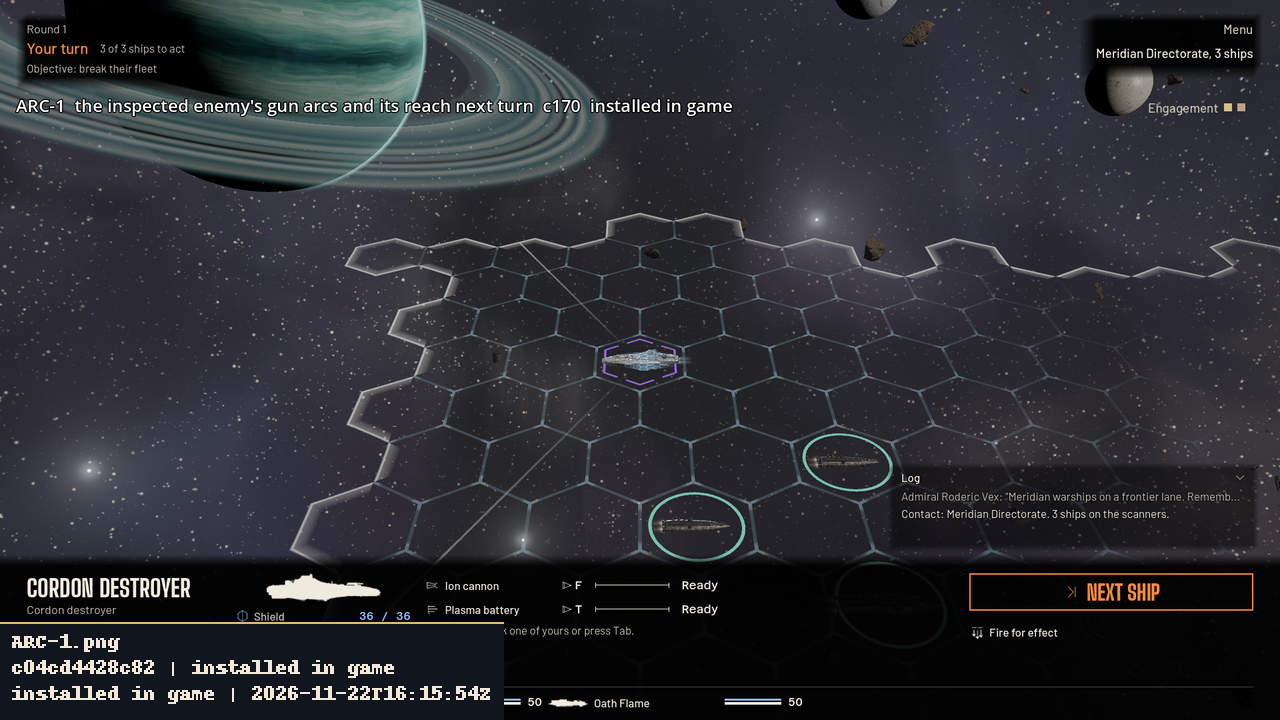 Round 1
Your turn 3 of 3 ships to act
Objective: break their fleet
Menu
Meridian Directorate, 3 ships
Engagement
ARC-1 the inspected enemy's gun arcs and its reach next turn c170 installed in game
Log
Admiral Roderic Vex: "Meridian warships on a frontier lane. Rememb...
Contact: Meridian Directorate. 3 ships on the scanners.
CORDON DESTROYER
Cordon destroyer
Shield 36 / 36
Ion cannon F Ready
Plasma battery T Ready
one of yours or press Tab.
NEXT SHIP
Fire for effect
50 Oath Flame 50
ARC-1.png
c04cd4428c82 | installed in game
installed in game | 2026-11-22T16:15:54Z